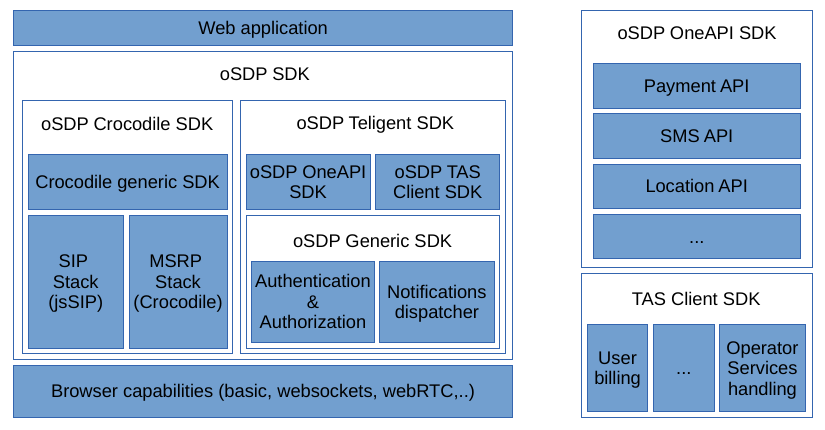 Web application
oSDP SDK
oSDP Crocodile SDK
Crocodile generic SDK
SIP
Stack
(jsSIP)
MSRP
Stack
(Crocodile)
oSDP Teligent SDK
oSDP OneAPI
SDK
oSDP TAS
Client SDK
oSDP Generic SDK
Authentication
&
Authorization
Notifications
dispatcher
Browser capabilities (basic, websockets, webRTC,..)
oSDP OneAPI SDK
Payment API
SMS API
Location API
...
TAS Client SDK
User
billing
...
Operator
Services
handling